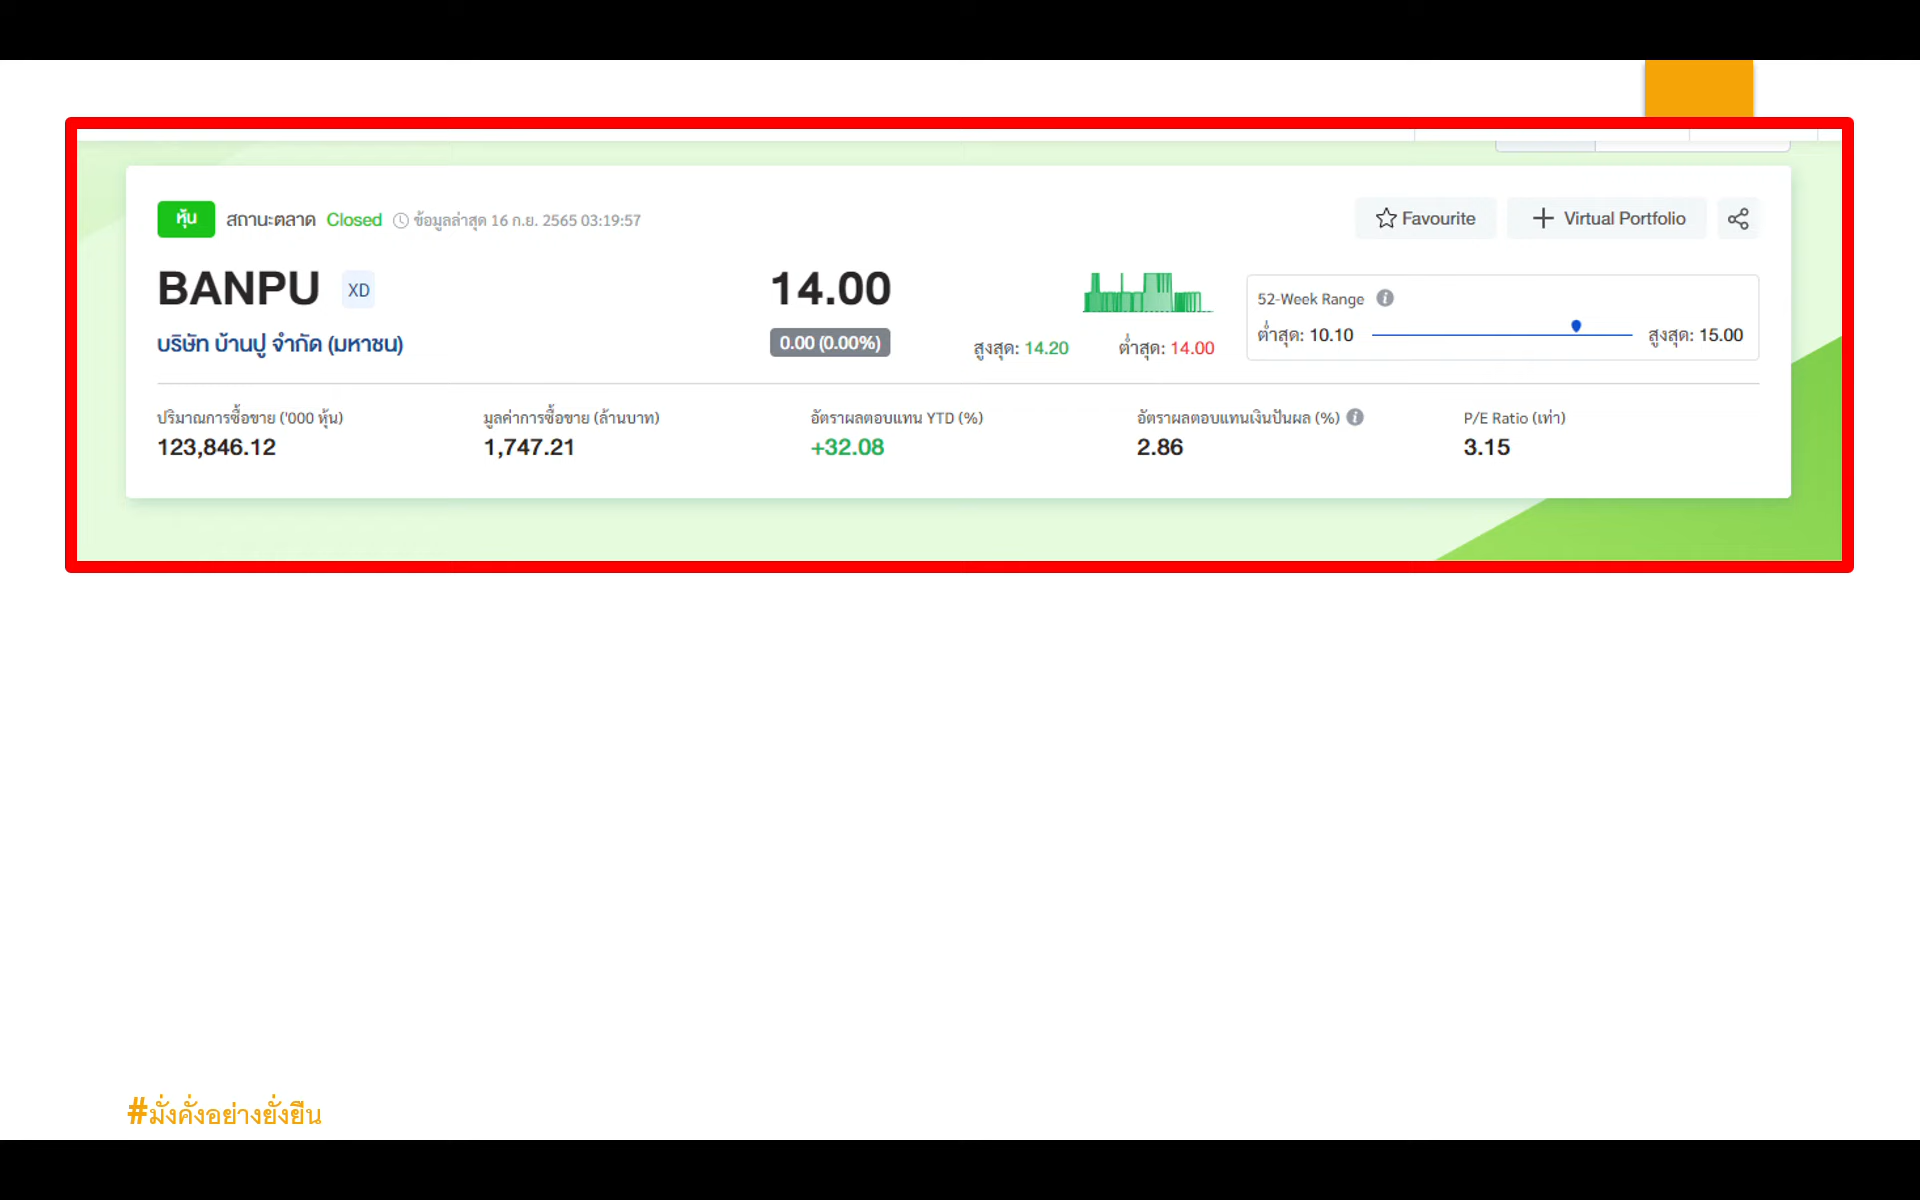 หุ้น สถานะตลาด Closed ข้อมูลล่าสุด 16 ก.ย. 2565 03:19:57
Favourite
Virtual Portfolio
BANPU XD
บริษัท บ้านปู จำกัด (มหาชน)
14.00
0.00 (0.00%)
สูงสุด: 14.20
ต่ำสุด: 14.00
52-Week Range
ต่ำสุด: 10.10
สูงสุด: 15.00
ปริมาณการซื้อขาย ('000 หุ้น)
123,846.12
มูลค่าการซื้อขาย (ล้านบาท)
1,747.21
อัตราผลตอบแทน YTD (%)
+32.08
อัตราผลตอบแทนเงินปันผล (%)
2.86
P/E Ratio (เท่า)
3.15
#มั่งคั่งอย่างยั่งยืน